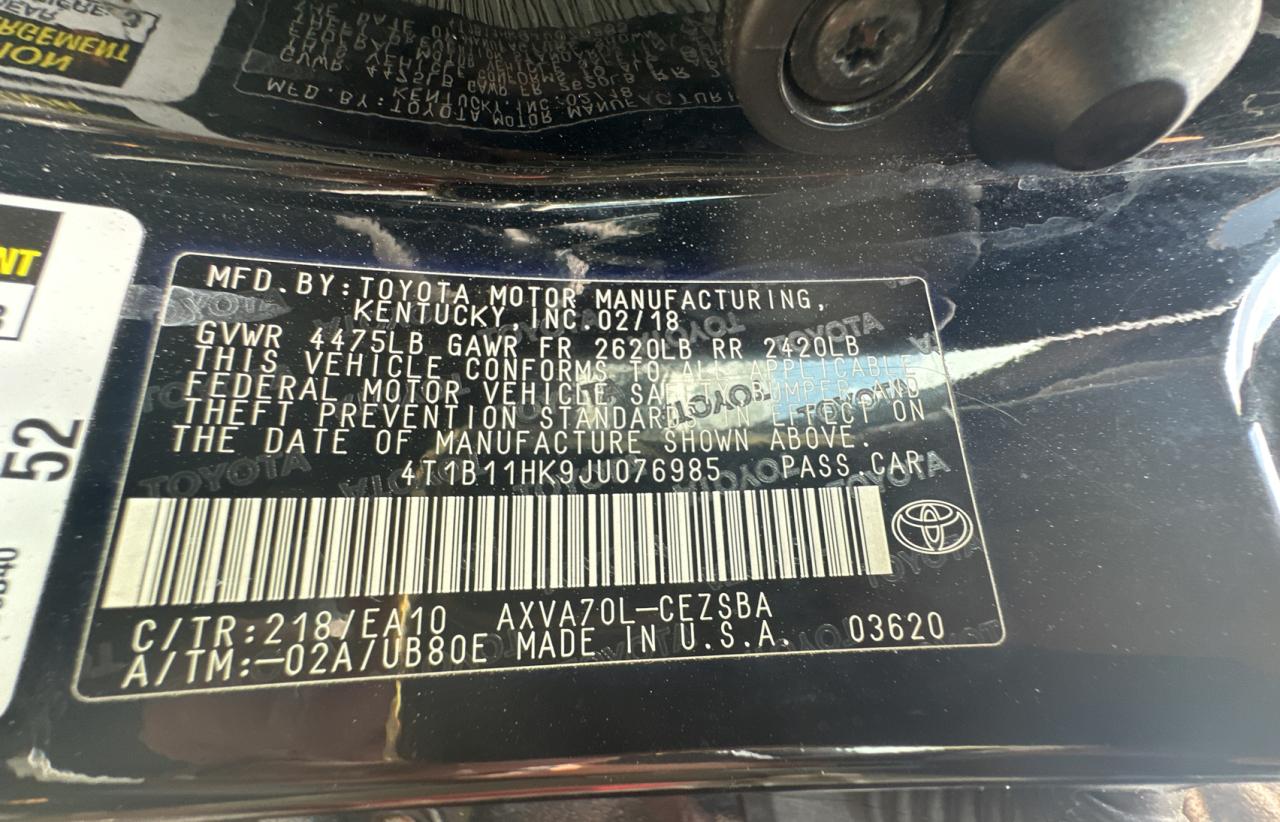 NT
52
MFD.BY:TOYOTA MOTOR MANUFACTURING,
KENTUCKY,INC.02/18
GVWR 4475LB GAWR FR 2620LB RR 2420LB
THIS VEHICLE CONFORMS TO ALL APPLICABLE
FEDERAL MOTOR VEHICLE SAFETY BUMPER AND
THEFT PREVENTION STANDARDS IN EFFECT ON
THE DATE OF MANUFACTURE SHOWN ABOVE.
4T1B11HK9JU076985 PASS.CAR
C/TR:218/EA10 AXVA70L-CEZSBA
A/TM:-02A/UB80E MADE IN U.S.A. 03620